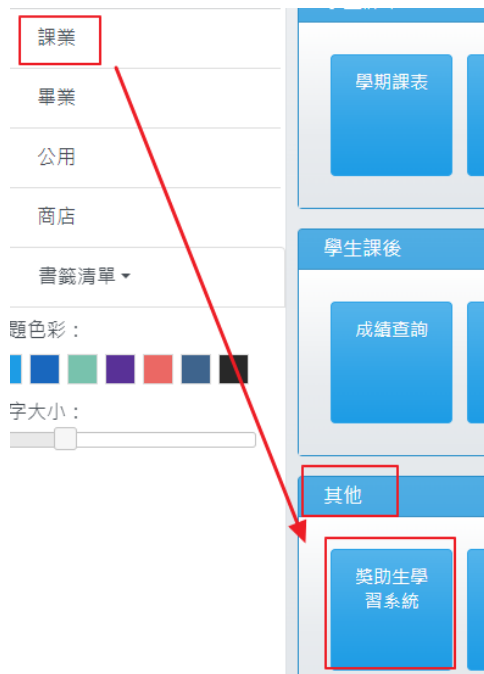 課業
畢業
公用
商店
書籤清單
題色彩：
字大小：
學期課表
學生課後
成績查詢
其他
獎助生學
習系統